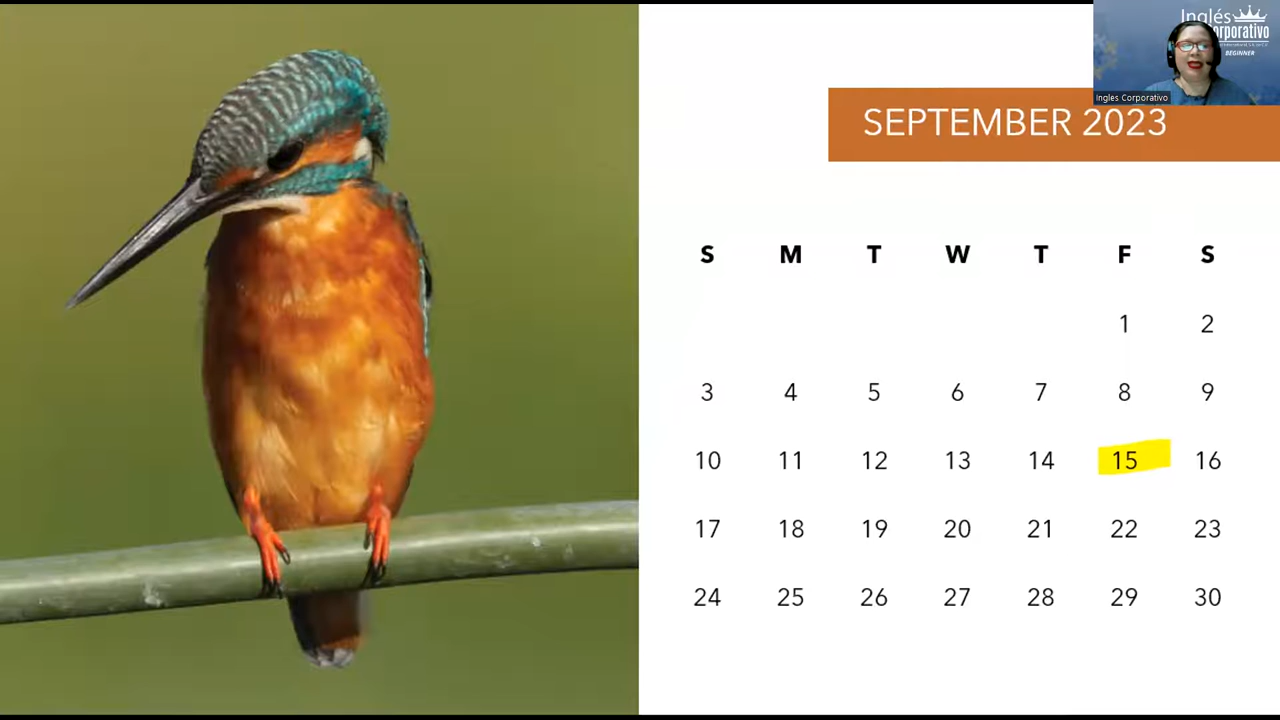 Inglés
Corporativo
BEGINNER
Ingles Corporativo
SEPTEMBER 2023
S M T W T F S
1 2
3 4 5 6 7 8 9
10 11 12 13 14 15 16
17 18 19 20 21 22 23
24 25 26 27 28 29 30